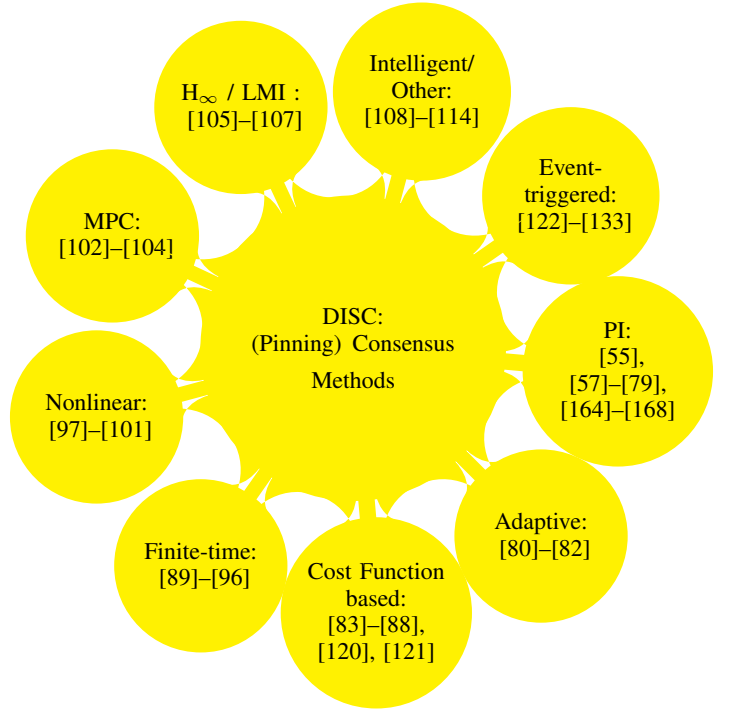 Intelligent/
Other:
[108]–[114]
H∞ / LMI :
[105]–[107]
Event-
triggered:
[122]–[133]
MPC:
[102]–[104]
DISC:
(Pinning) Consensus
Methods
PI:
[55],
[57]–[79],
[164]–[168]
Nonlinear:
[97]–[101]
Adaptive:
[80]–[82]
Finite-time:
[89]–[96]
Cost Function
based:
[83]–[88],
[120], [121]